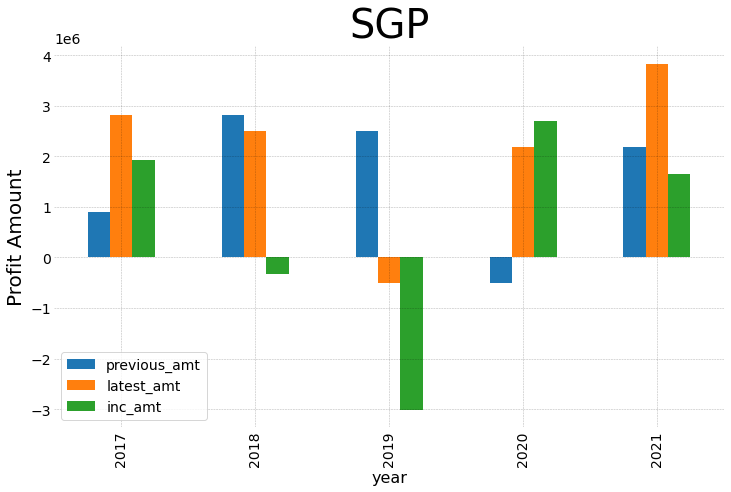 SGP
1e6
4
3
2
1
0
−1
−2
−3
Profit Amount
previous_amt
latest_amt
inc_amt
2017
2018
2019
2020
2021
year